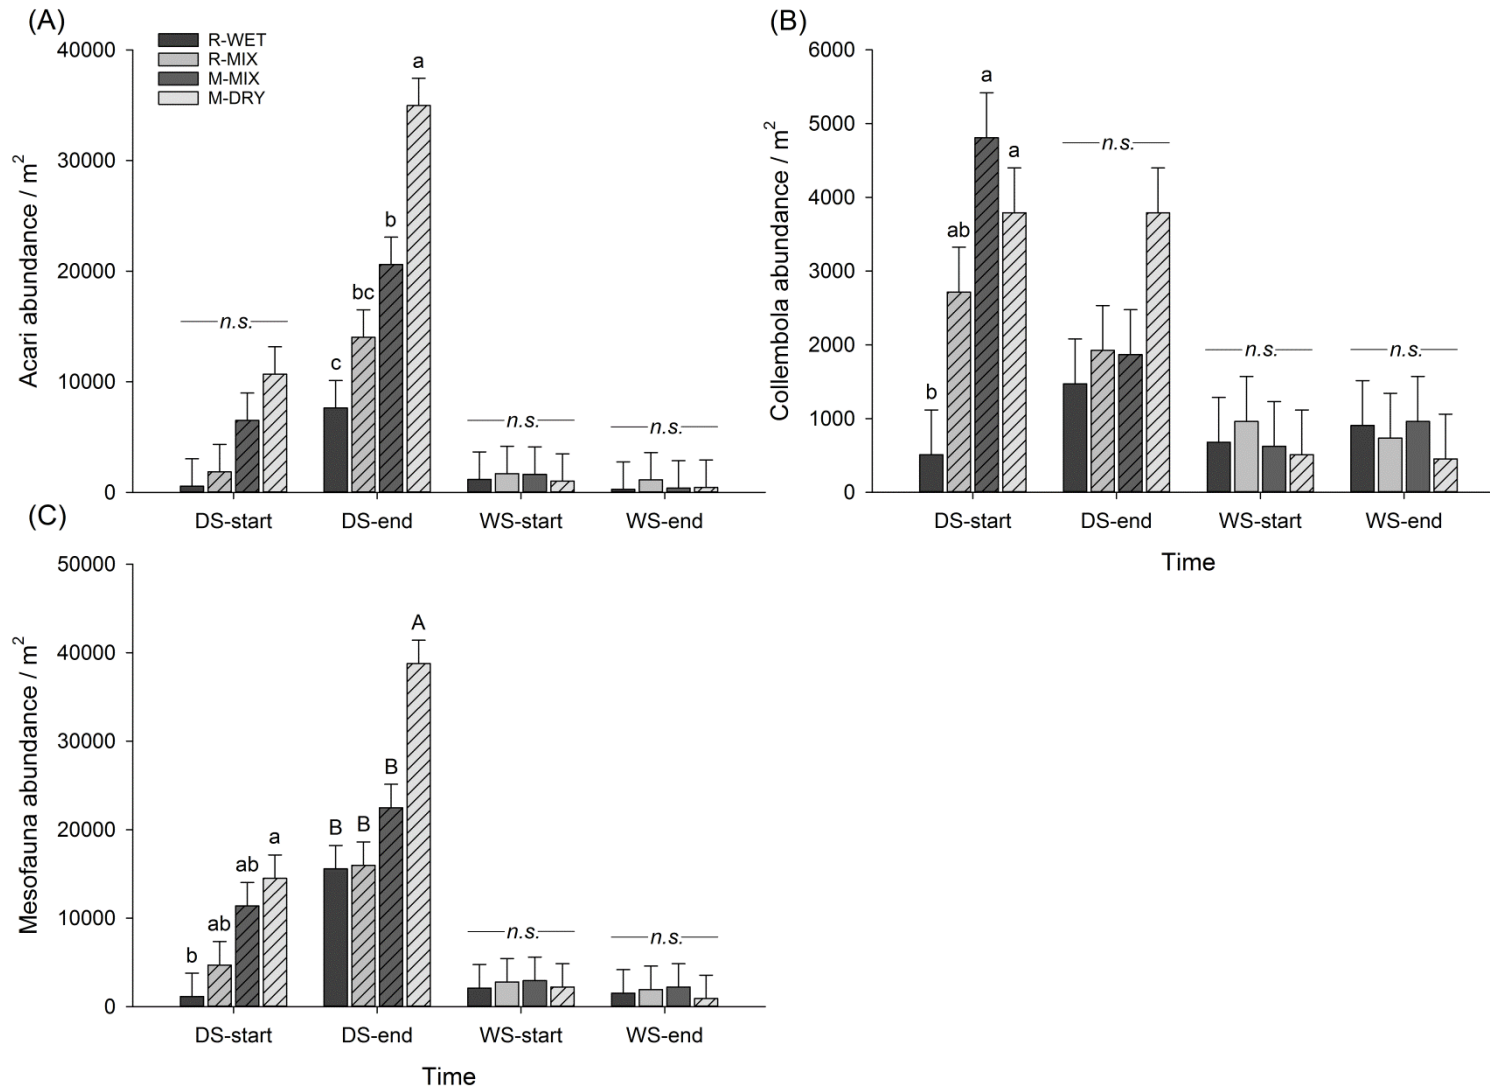 (A)
R-WET
R-MIX
M-MIX
M-DRY
Acari abundance / m²
40000
30000
20000
10000
0
n.s.
c
bc
b
a
n.s.
n.s.
DS-start
DS-end
WS-start
WS-end
(B)
Collembola abundance / m²
6000
5000
4000
3000
2000
1000
0
b
ab
a
a
n.s.
n.s.
n.s.
DS-start
DS-end
WS-start
WS-end
Time
(C)
Mesofauna abundance / m²
50000
40000
30000
20000
10000
0
b
ab
ab
a
B
B
B
A
n.s.
n.s.
DS-start
DS-end
WS-start
WS-end
Time